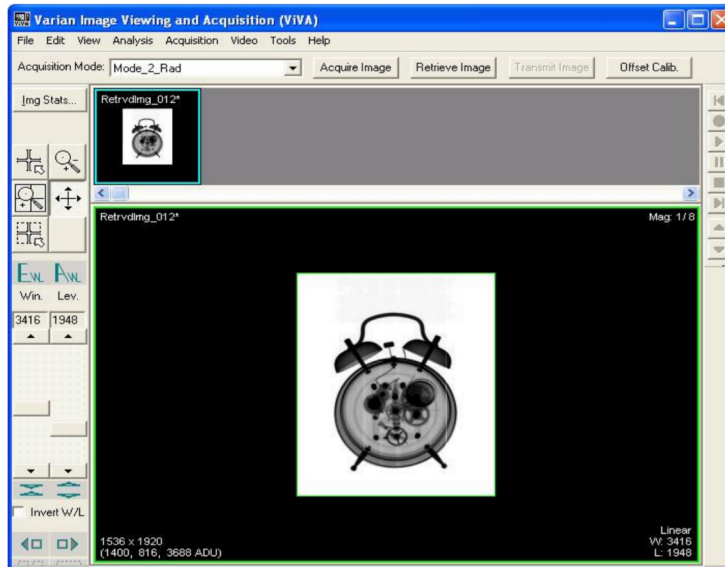 Varian Image Viewing and Acquisition (ViVA)
File Edit View Analysis Acquisition Video Tools Help
Acquisition Mode: Mode_2_Rad Acquire Image Retrieve Image Transmit Image Offset Calib.
Img Stats...
RetrvdImg_012*
RetrvdImg_012* Mag: 1/8
EWL AWL
Win. Lev.
3416 1948
Invert W/L
1536 x 1920
(1400, 816, 3688 ADU)
Linear
W: 3416
L: 1948